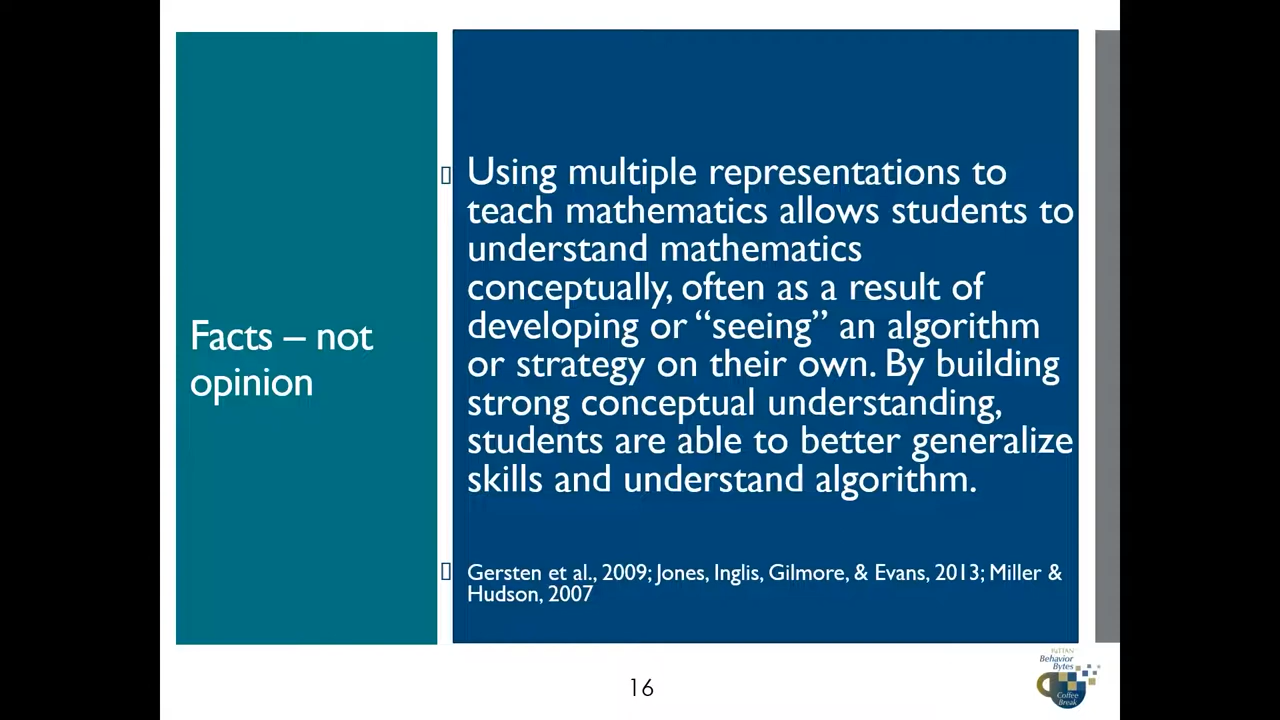 Facts – not
opinion
Using multiple representations to
teach mathematics allows students to
understand mathematics
conceptually, often as a result of
developing or “seeing” an algorithm
or strategy on their own. By building
strong conceptual understanding,
students are able to better generalize
skills and understand algorithm.
Gersten et al., 2009; Jones, Inglis, Gilmore, & Evans, 2013; Miller &
Hudson, 2007
16
PaTTAN
Behavior
Bytes
Coffee
Break